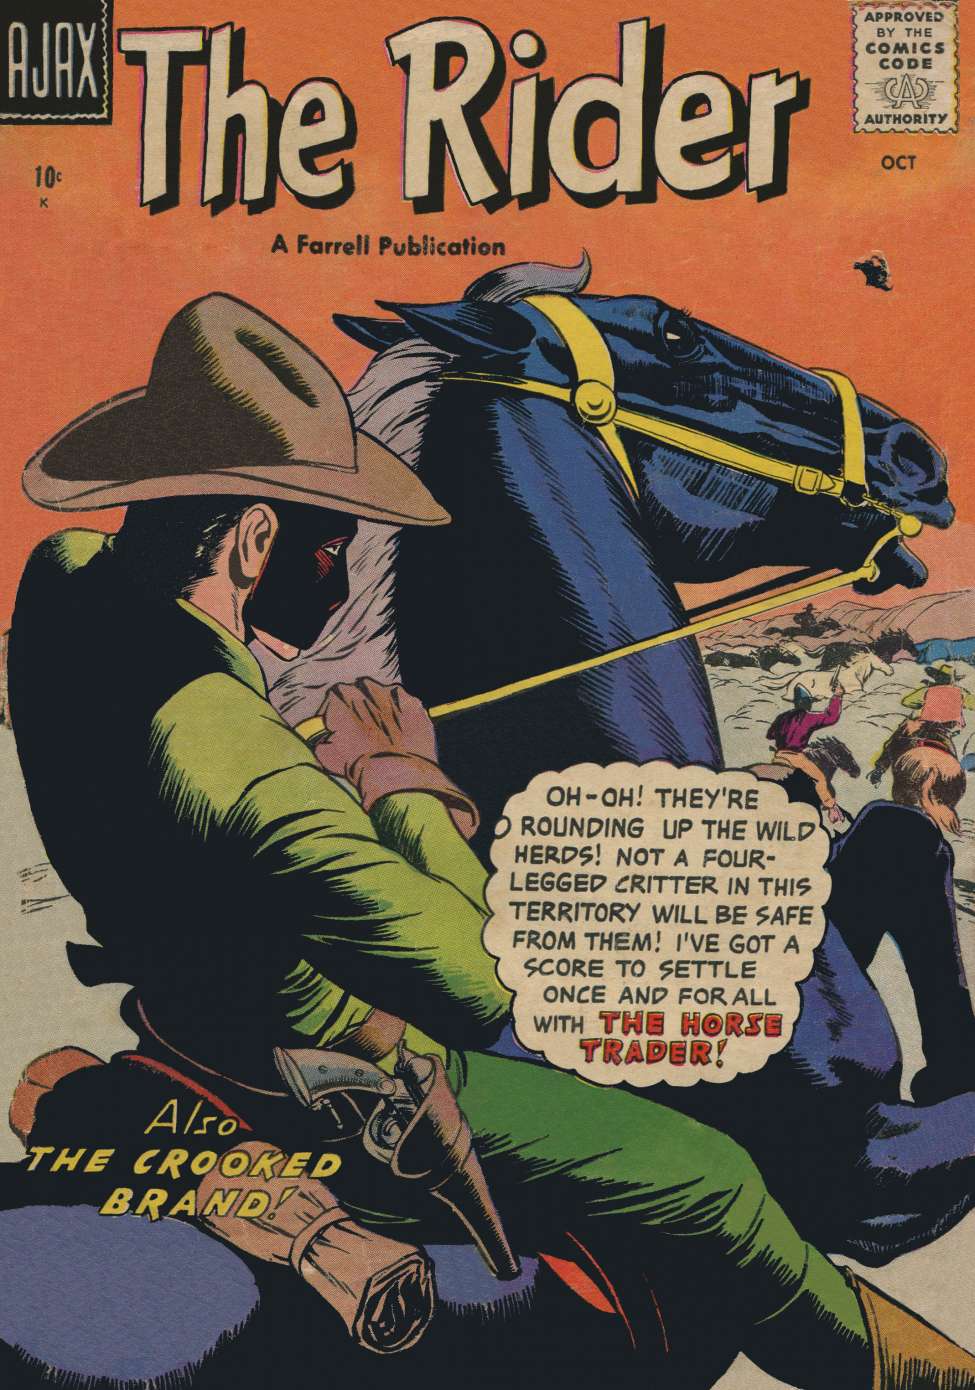 AJAX
The Rider
APPROVED
BY THE
COMICS
CODE
CA
AUTHORITY
10c
K
OCT
A Farrell Publication
OH-OH! THEY'RE
ROUNDING UP THE WILD
HERDS! NOT A FOUR-
LEGGED CRITTER IN THIS
TERRITORY WILL BE SAFE
FROM THEM! I'VE GOT A
SCORE TO SETTLE
ONCE AND FOR ALL
WITH THE HORSE
TRADER!
Also
THE CROOKED
BRAND!